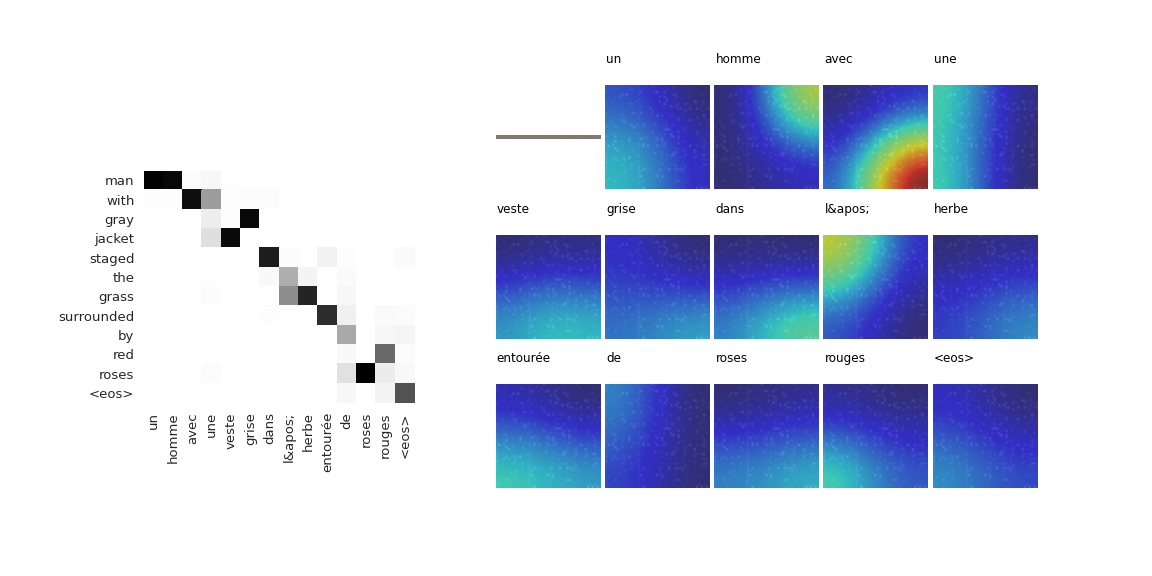 un homme avec une
man
with
gray
jacket
staged
the
grass
surrounded
by
red
roses
<eos>
un homme avec une veste grise dans l&apos; herbe entourée de roses rouges <eos>
veste grise dans l&apos; herbe
entourée de roses rouges <eos>